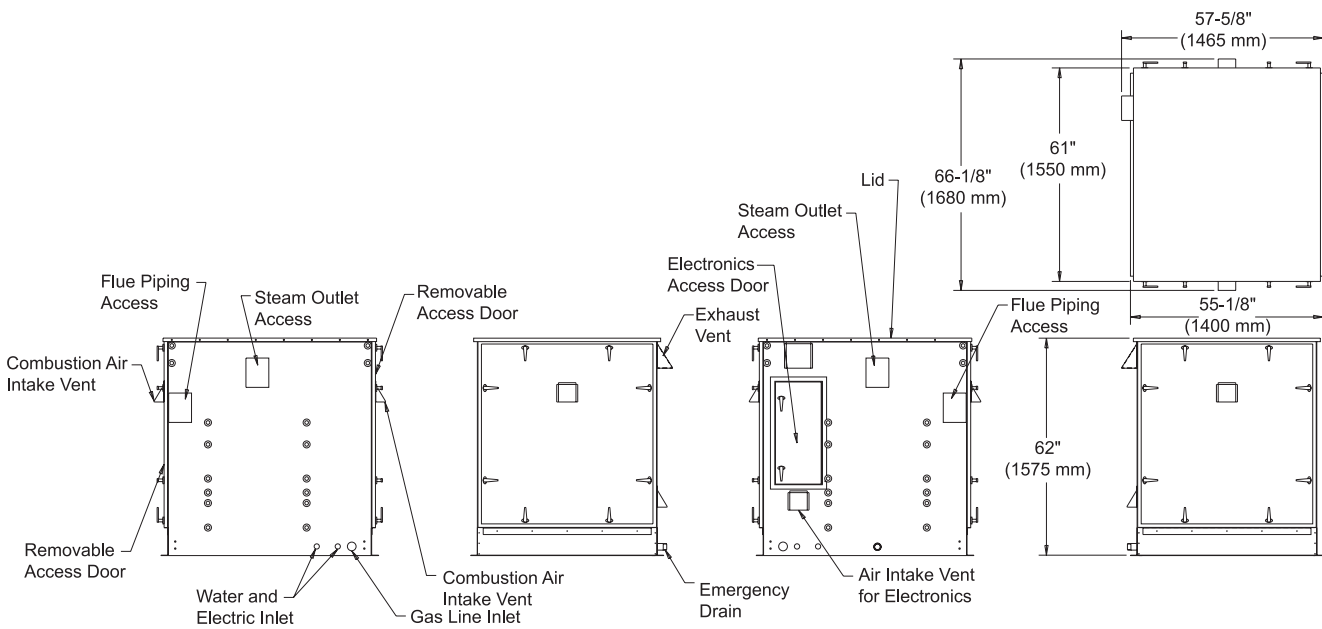 57-5/8"
(1465 mm)
61"
(1550 mm)
66-1/8"
(1680 mm)
Lid
Steam Outlet
Access
Electronics
Access Door
55-1/8"
(1400 mm)
Flue Piping
Access
Steam Outlet
Access
Removable
Access Door
Exhaust
Vent
Flue Piping
Access
Combustion Air
Intake Vent
62"
(1575 mm)
Removable
Access Door
Water and
Electric Inlet
Combustion Air
Intake Vent
Gas Line Inlet
Emergency
Drain
Air Intake Vent
for Electronics